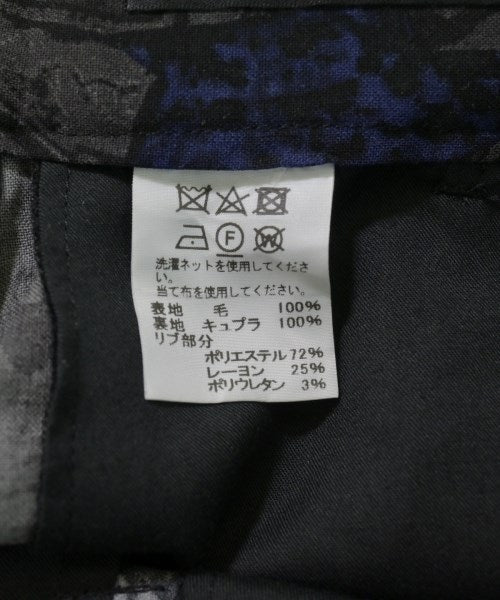 F W
洗濯ネットを使用してくださ
い。
当て布を使用してください。
表地 毛 100%
裏地 キュプラ 100%
リブ部分
ポリエステル 72%
レーヨン 25%
ポリウレタン 3%